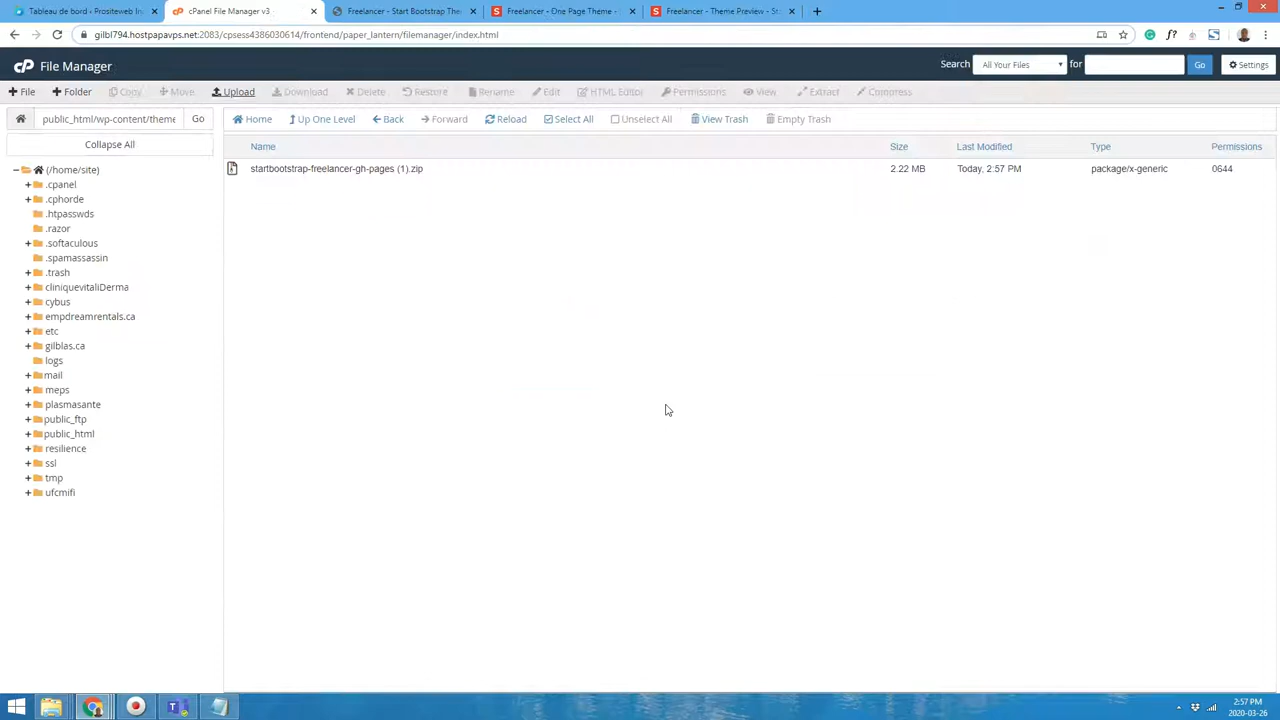 Tableau de bord ‹ Prositeweb In
cPanel File Manager v3
Freelancer - Start Bootstrap The
Freelancer - One Page Theme -
Freelancer - Theme Preview - St
gilbl794.hostpapavps.net:2083/cpsess4386030614/frontend/paper_lantern/filemanager/index.html
cP File Manager
Search All Your Files for Go Settings
File Folder Copy Move Upload Download Delete Restore Rename Edit HTML Editor Permissions View Extract Compress
public_html/wp-content/theme Go
Home Up One Level Back Forward Reload Select All Unselect All View Trash Empty Trash
Collapse All
Name Size Last Modified Type Permissions
startbootstrap-freelancer-gh-pages (1).zip 2.22 MB Today, 2:57 PM package/x-generic 0644
(/home/site)
.cpanel
.cphorde
.htpasswds
.razor
.softaculous
.spamassassin
.trash
cliniquevitaliDerma
cybus
empdreamrentals.ca
etc
gilblas.ca
logs
mail
meps
plasmasante
public_ftp
public_html
resilience
ssl
tmp
ufcmifi
2:57 PM
2020-03-26